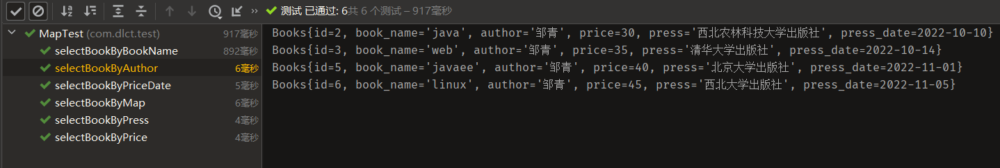 测试 已通过: 6共 6 个测试 – 917毫秒
MapTest (com.dlct.test) 917毫秒
selectBookByBookName 892毫秒
selectBookByAuthor 6毫秒
selectBookByPriceDate 5毫秒
selectBookByMap 6毫秒
selectBookByPress 4毫秒
selectBookByPrice 4毫秒
Books{id=2, book_name='java', author='邹青', price=30, press='西北农林科技大学出版社', press_date=2022-10-10}
Books{id=3, book_name='web', author='邹青', price=35, press='清华大学出版社', press_date=2022-10-14}
Books{id=5, book_name='javaee', author='邹青', price=40, press='北京大学出版社', press_date=2022-11-01}
Books{id=6, book_name='linux', author='邹青', price=45, press='西北大学出版社', press_date=2022-11-05}